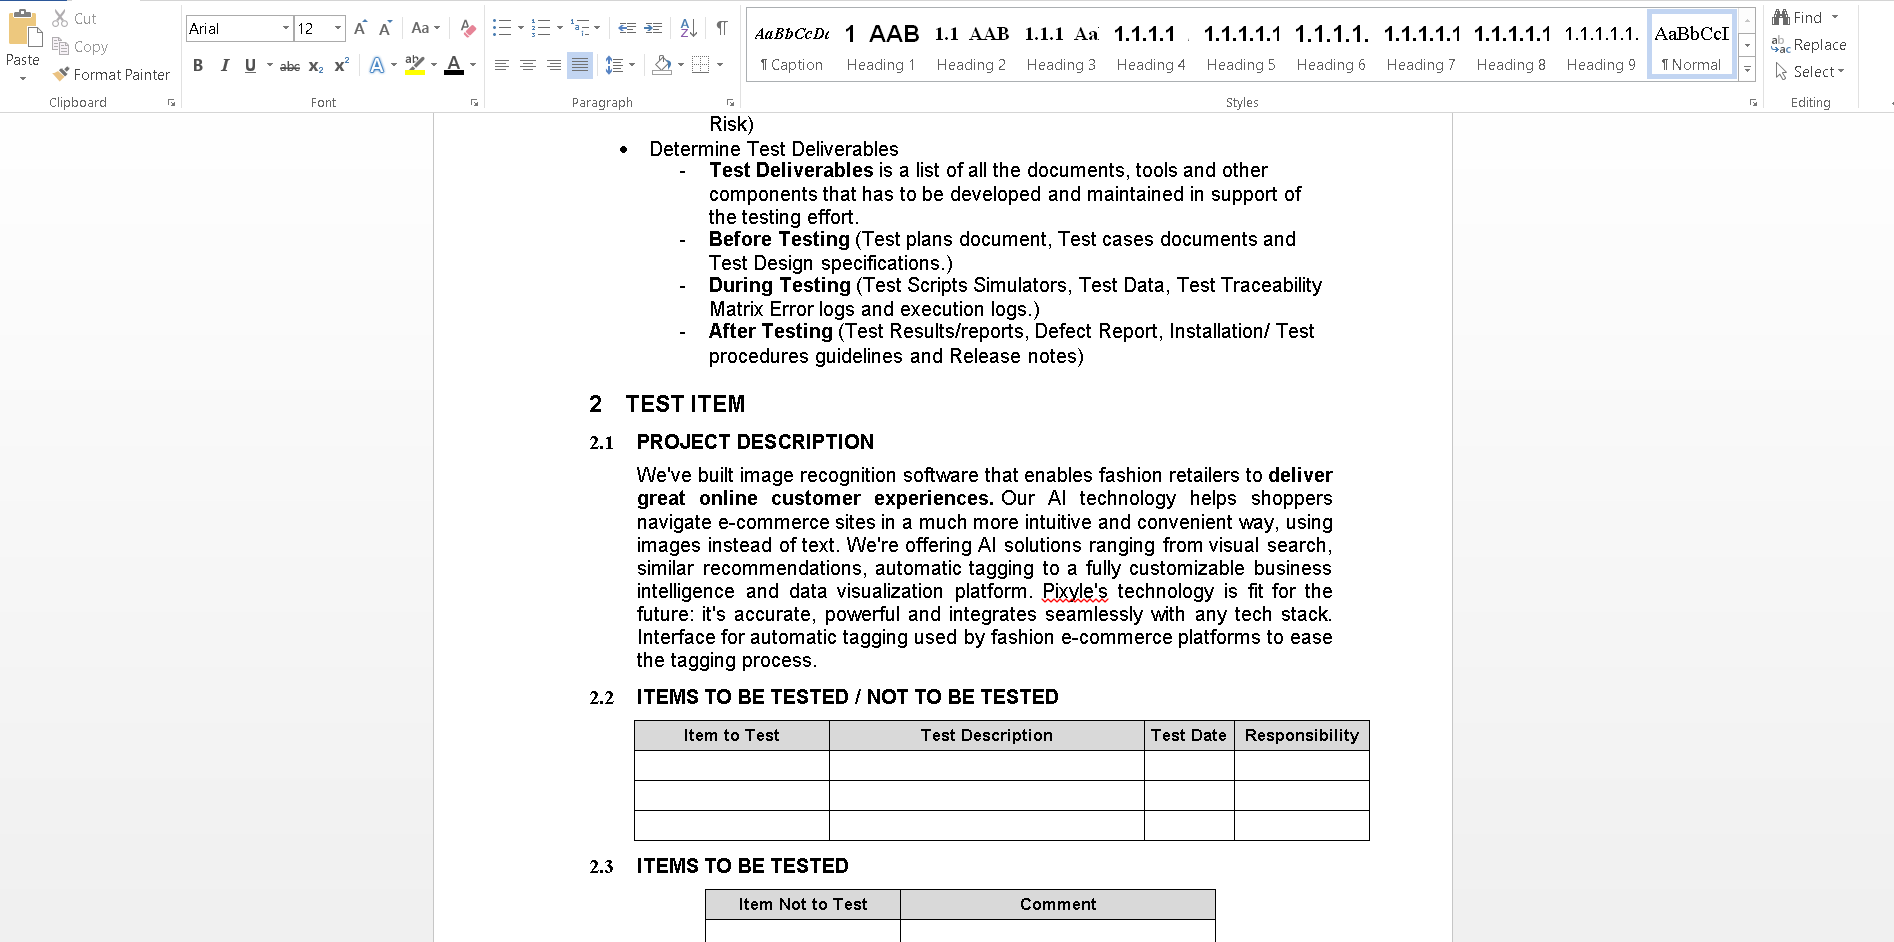 Cut
Copy
Paste
Format Painter
Clipboard
Arial
12
Aa
B I U abc X₂ X²
A ab A
Font
Paragraph
AaBbCcDc
¶ Caption
1 AAB
Heading 1
1.1 AAB
Heading 2
1.1.1 Aa
Heading 3
1.1.1.1
Heading 4
1.1.1.1.1
Heading 5
1.1.1.1.
Heading 6
1.1.1.1.1
Heading 7
1.1.1.1.1
Heading 8
1.1.1.1.1.
Heading 9
AaBbCcI
¶ Normal
Styles
Find
Replace
Select
Editing
Risk)
• Determine Test Deliverables
- Test Deliverables is a list of all the documents, tools and other
components that has to be developed and maintained in support of
the testing effort.
- Before Testing (Test plans document, Test cases documents and
Test Design specifications.)
- During Testing (Test Scripts Simulators, Test Data, Test Traceability
Matrix Error logs and execution logs.)
- After Testing (Test Results/reports, Defect Report, Installation/ Test
procedures guidelines and Release notes)
2 TEST ITEM
2.1 PROJECT DESCRIPTION
We've built image recognition software that enables fashion retailers to deliver
great online customer experiences. Our AI technology helps shoppers
navigate e-commerce sites in a much more intuitive and convenient way, using
images instead of text. We're offering AI solutions ranging from visual search,
similar recommendations, automatic tagging to a fully customizable business
intelligence and data visualization platform. Pixyle's technology is fit for the
future: it's accurate, powerful and integrates seamlessly with any tech stack.
Interface for automatic tagging used by fashion e-commerce platforms to ease
the tagging process.
2.2 ITEMS TO BE TESTED / NOT TO BE TESTED
Item to Test Test Description Test Date Responsibility
2.3 ITEMS TO BE TESTED
Item Not to Test Comment